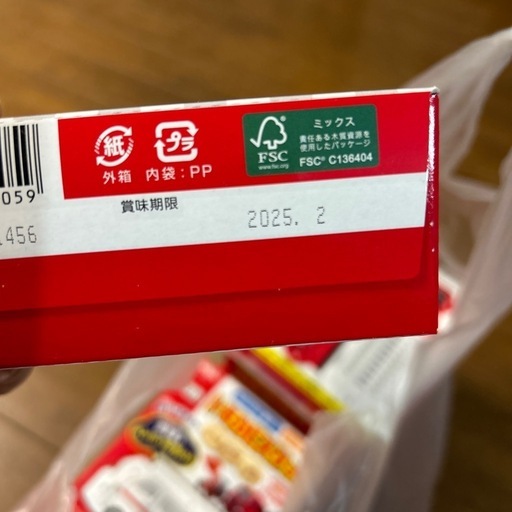 紙
プラ
外箱 内袋:PP
FSC
www.fsc.org
ミックス
責任ある木質資源を
使用したパッケージ
FSC® C136404
059
賞味期限
2025. 2
456